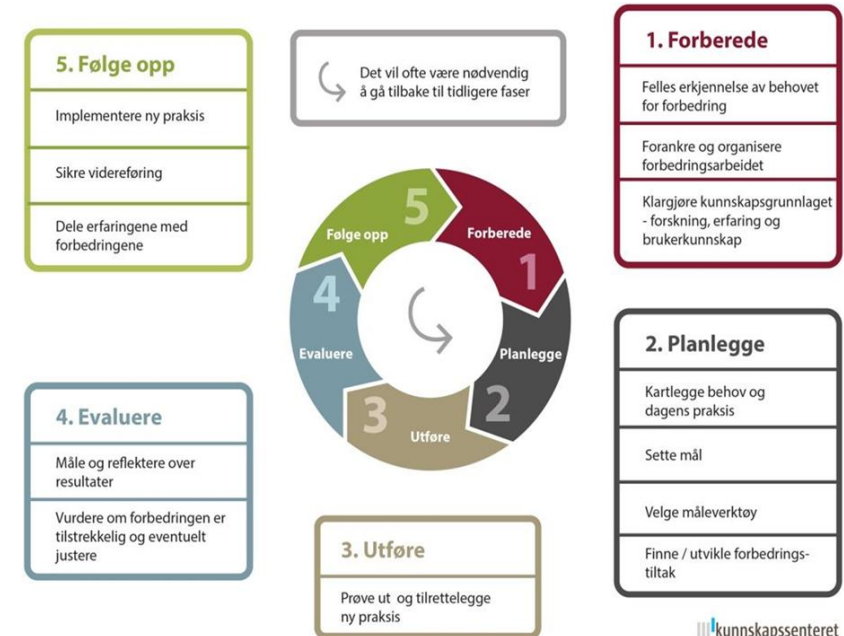 1. Forberede
Felles erkjennelse av behovet
for forbedring
Forankre og organisere
forbedringsarbeidet
Klargjøre kunnskapsgrunnlaget
- forskning, erfaring og
brukerkunnskap
2. Planlegge
Kartlegge behov og
dagens praksis
Sette mål
Velge måleverktøy
Finne / utvikle forbedrings-
tiltak
3. Utføre
Prøve ut og tilrettelegge
ny praksis
4. Evaluere
Måle og reflektere over
resultater
Vurdere om forbedringen er
tilstrekkelig og eventuelt
justere
5. Følge opp
Implementere ny praksis
Sikre videreføring
Dele erfaringene med
forbedringene
Det vil ofte være nødvendig
å gå tilbake til tidligere faser
Forberede
1
Planlegge
2
3
Utføre
4
Evaluere
5
Følge opp
kunnskapssenteret